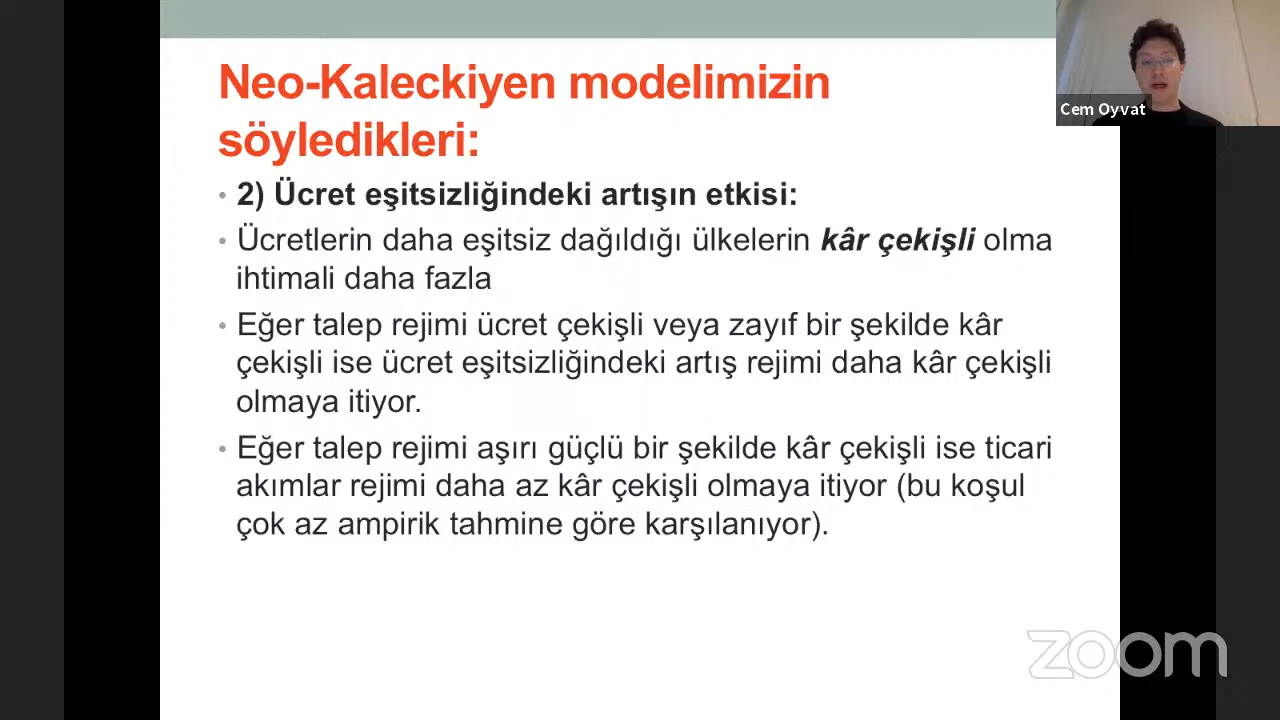 Neo-Kaleckiyen modelimizin
söyledikleri:
• 2) Ücret eşitsizliğindeki artışın etkisi:
• Ücretlerin daha eşitsiz dağıldığı ülkelerin kâr çekişli olma
ihtimali daha fazla
• Eğer talep rejimi ücret çekişli veya zayıf bir şekilde kâr
çekişli ise ücret eşitsizliğindeki artış rejimi daha kâr çekişli
olmaya itiyor.
• Eğer talep rejimi aşırı güçlü bir şekilde kâr çekişli ise ticari
akımlar rejimi daha az kâr çekişli olmaya itiyor (bu koşul
çok az ampirik tahmine göre karşılanıyor).
Cem Oyvat
zoom